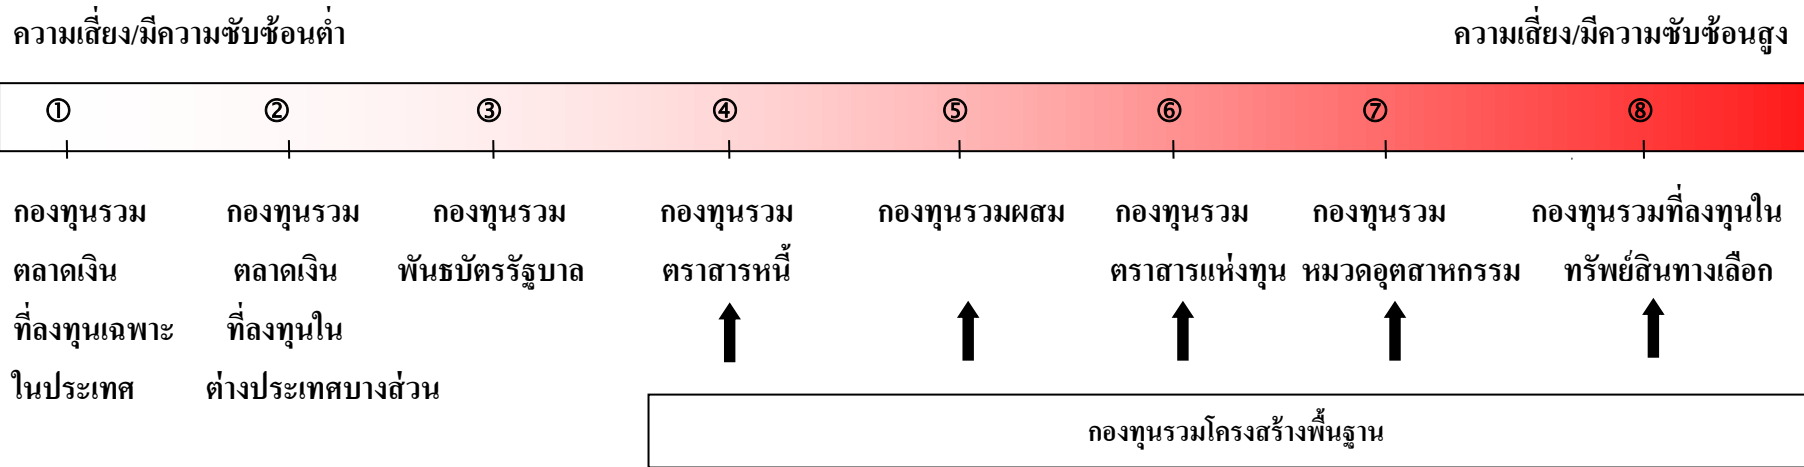 ความเสี่ยง/มีความซับซ้อนต่ำ ความเสี่ยง/มีความซับซ้อนสูง
① ② ③ ④ ⑤ ⑥ ⑦ ⑧
กองทุนรวม กองทุนรวม กองทุนรวม กองทุนรวม กองทุนรวมผสม กองทุนรวม กองทุนรวม กองทุนรวมที่ลงทุนใน
ตลาดเงิน ตลาดเงิน พันธบัตรรัฐบาล ตราสารหนี้ ตราสารแห่งทุน หมวดอุตสาหกรรม ทรัพย์สินทางเลือก
ที่ลงทุนเฉพาะ ที่ลงทุนใน
ในประเทศ ต่างประเทศบางส่วน
กองทุนรวมโครงสร้างพื้นฐาน